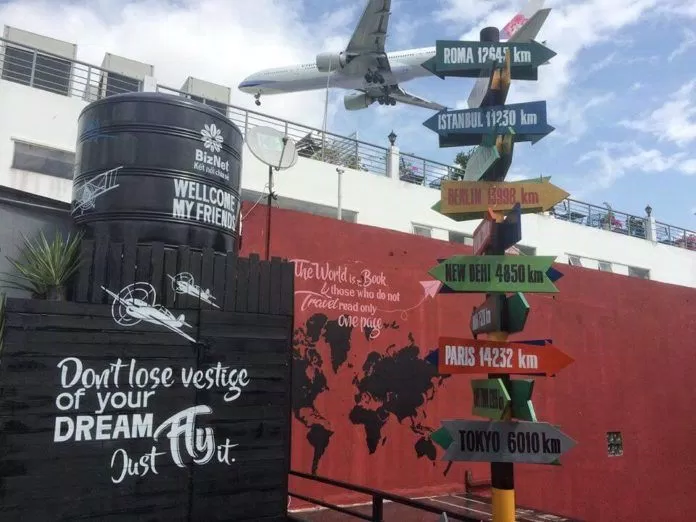 ROMA 12645 km
ISTANBUL 11230 km
BERLIN 13998 km
NEW DEHI 4850 km
PARIS 14232 km
TOKYO 6010 km
BizNet
Kết nối chia sẻ
WELLCOME
MY FRIENDS
The World is a Book
& those who do not
Travel read only
One page
Don't lose vestige
of your
DREAM
Just Fly it.